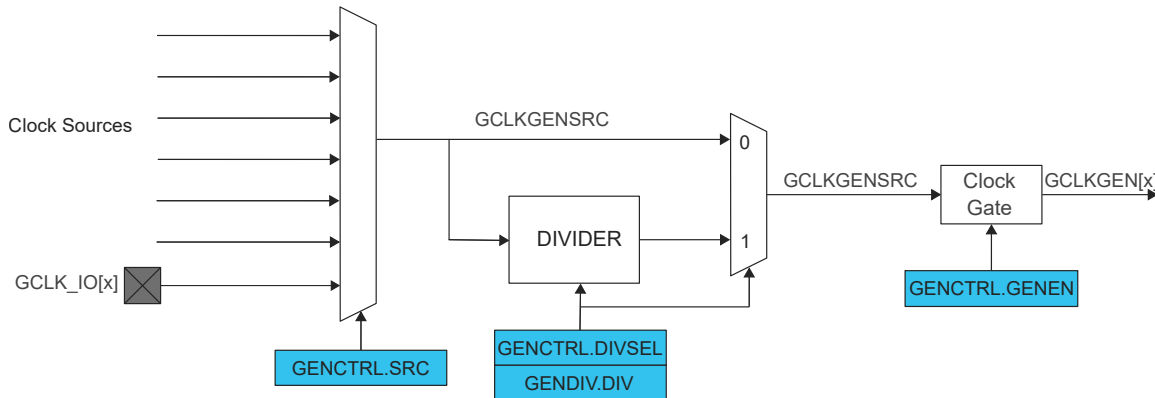 Clock Sources
GCLK_IO[x]
GENCTRL.SRC
GCLKGENSRC
DIVIDER
0
1
GENCTRL.DIVSEL
GENDIV.DIV
GCLKGENSRC
Clock
Gate
GCLKGEN[x]
GENCTRL.GENEN